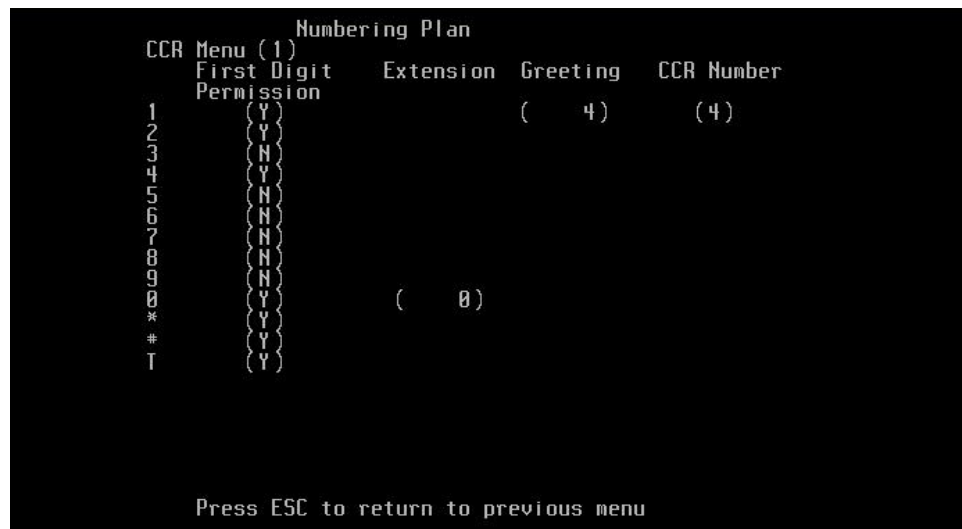 Numbering Plan
CCR Menu (1)
First Digit Extension Greeting CCR Number
Permission
1 (Y) ( 4) (4)
2 (Y)
3 (N)
4 (Y)
5 (N)
6 (N)
7 (N)
8 (N)
9 (N)
0 (Y) ( 0)
* (Y)
# (Y)
T (Y)
Press ESC to return to previous menu